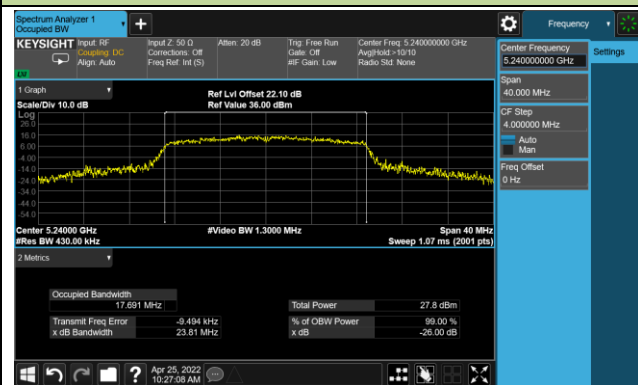 Spectrum Analyzer 1
Occupied BW
Frequency
KEYSIGHT
Input: RF
Coupling: DC
Align: Auto
Input Z: 50 Ω
Corrections: Off
Freq Ref: Int (S)
Atten: 20 dB
Trig: Free Run
Gate: Off
#IF Gain: Low
Center Freq: 5.240000000 GHz
Avg|Hold:>10/10
Radio Std: None
Center Frequency
5.240000000 GHz
Settings
Span
40.000 MHz
CF Step
4.000000 MHz
Auto
Man
Freq Offset
0 Hz
1 Graph
Scale/Div 10.0 dB
Ref Lvl Offset 22.10 dB
Ref Value 36.00 dBm
Log
26.0
16.0
6.00
-4.00
-14.0
-24.0
-34.0
-44.0
-54.0
Center 5.24000 GHz
#Res BW 430.00 kHz
#Video BW 1.3000 MHz
Span 40 MHz
Sweep 1.07 ms (2001 pts)
2 Metrics
Occupied Bandwidth
17.691 MHz
Total Power 27.8 dBm
Transmit Freq Error -9.494 kHz
% of OBW Power 99.00 %
x dB Bandwidth 23.81 MHz
x dB -26.00 dB
?
Apr 25, 2022
10:27:08 AM